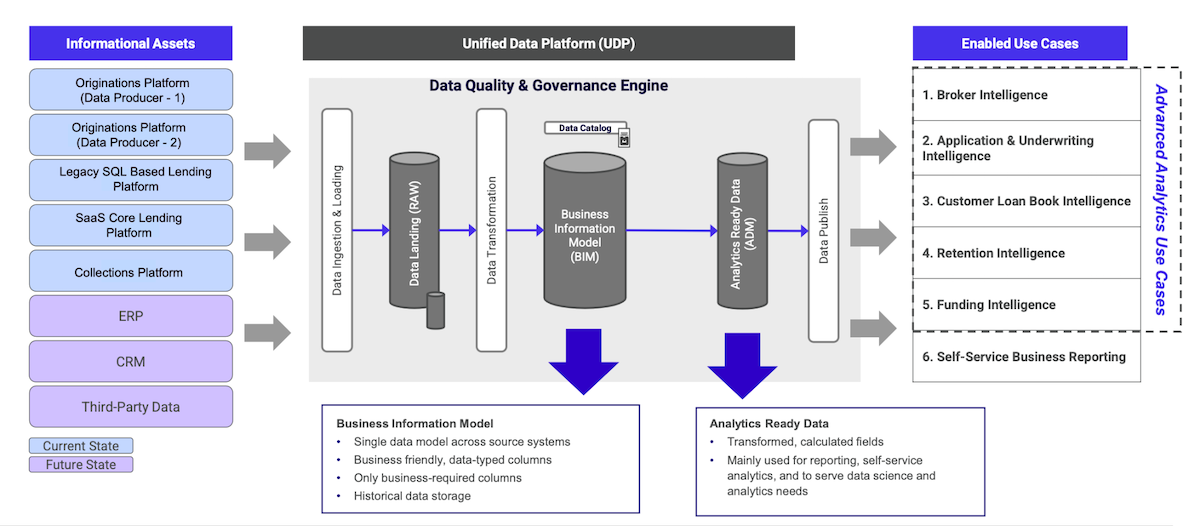 Informational Assets
Originations Platform
(Data Producer - 1)
Originations Platform
(Data Producer - 2)
Legacy SQL Based Lending
Platform
SaaS Core Lending
Platform
Collections Platform
ERP
CRM
Third-Party Data
Current State
Future State
Unified Data Platform (UDP)
Data Quality & Governance Engine
Data Ingestion & Loading
Data Landing (RAW)
Data Transformation
Data Catalog
Business
Information
Model
(BIM)
Analytics Ready Data
(ADM)
Data Publish
Business Information Model
• Single data model across source systems
• Business friendly, data-typed columns
• Only business-required columns
• Historical data storage
Analytics Ready Data
• Transformed, calculated fields
• Mainly used for reporting, self-service
analytics, and to serve data science and
analytics needs
Enabled Use Cases
1. Broker Intelligence
2. Application & Underwriting
Intelligence
3. Customer Loan Book Intelligence
4. Retention Intelligence
5. Funding Intelligence
6. Self-Service Business Reporting
Advanced Analytics Use Cases